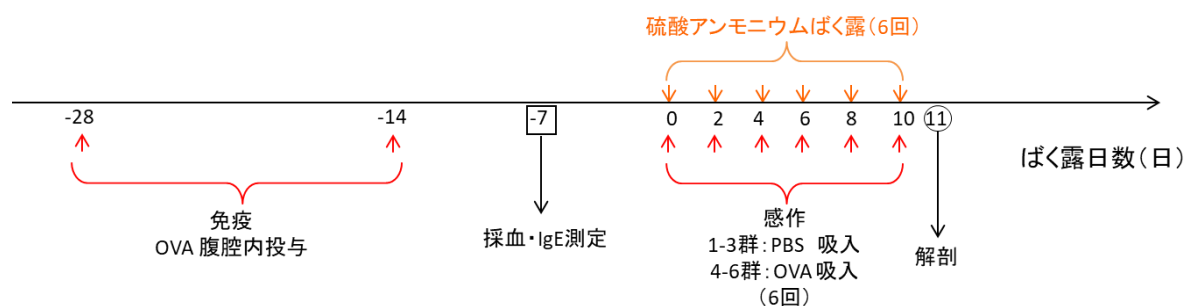 硫酸アンモニウムばく露(6回)
-28
-14
-7
0
2
4
6
8
10
11
ばく露日数(日)
免疫
OVA 腹腔内投与
採血・IgE測定
感作
1-3群:PBS 吸入
4-6群:OVA 吸入
(6回)
解剖